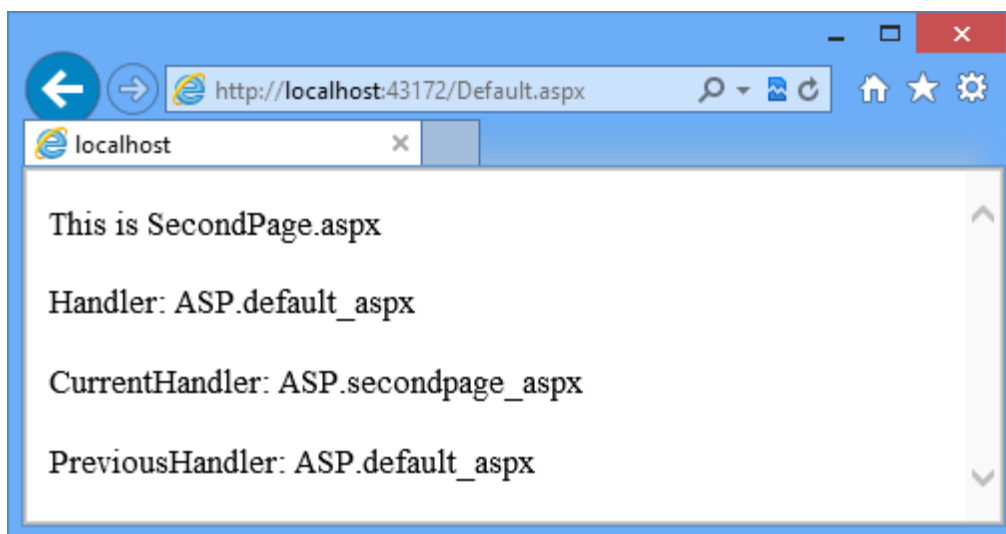 http://localhost:43172/Default.aspx
localhost
This is SecondPage.aspx
Handler: ASP.default_aspx
CurrentHandler: ASP.secondpage_aspx
PreviousHandler: ASP.default_aspx